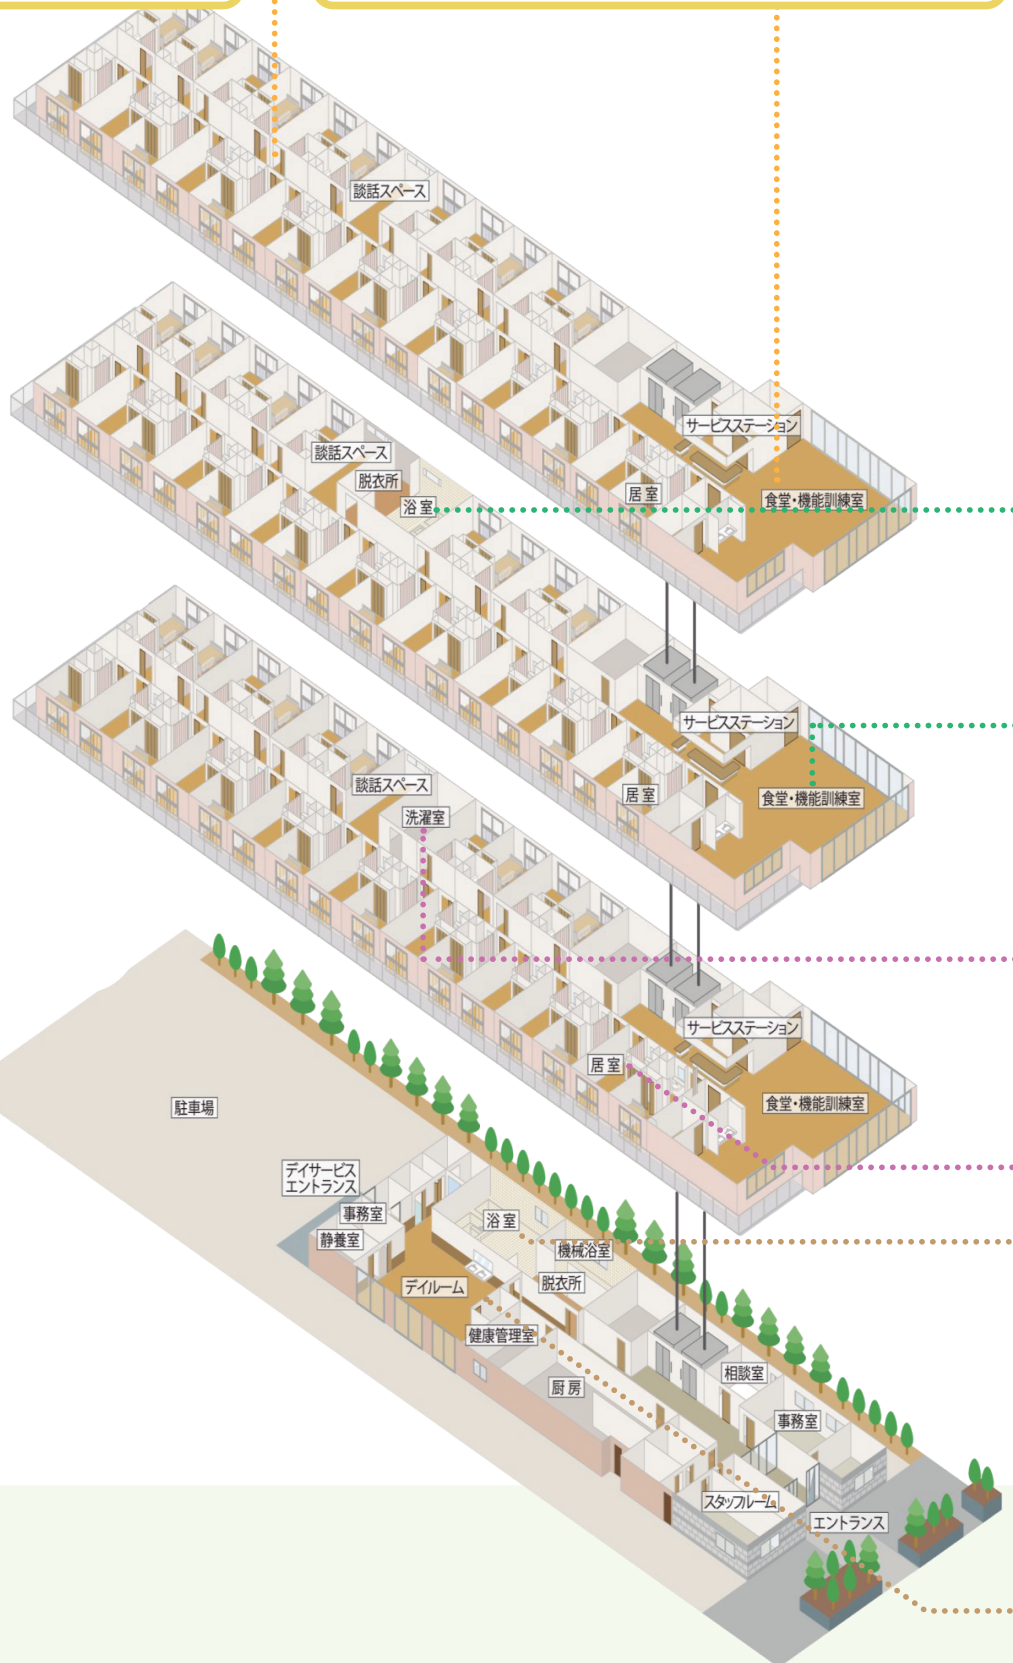 談話スペース
サービスステーション
居室
食堂・機能訓練室
談話スペース
脱衣所
浴室
サービスステーション
居室
食堂・機能訓練室
談話スペース
洗濯室
サービスステーション
居室
食堂・機能訓練室
駐車場
デイサービス
エントランス
事務室
静養室
浴室
機械浴室
脱衣所
デイルーム
健康管理室
厨房
相談室
事務室
スタッフルーム
エントランス